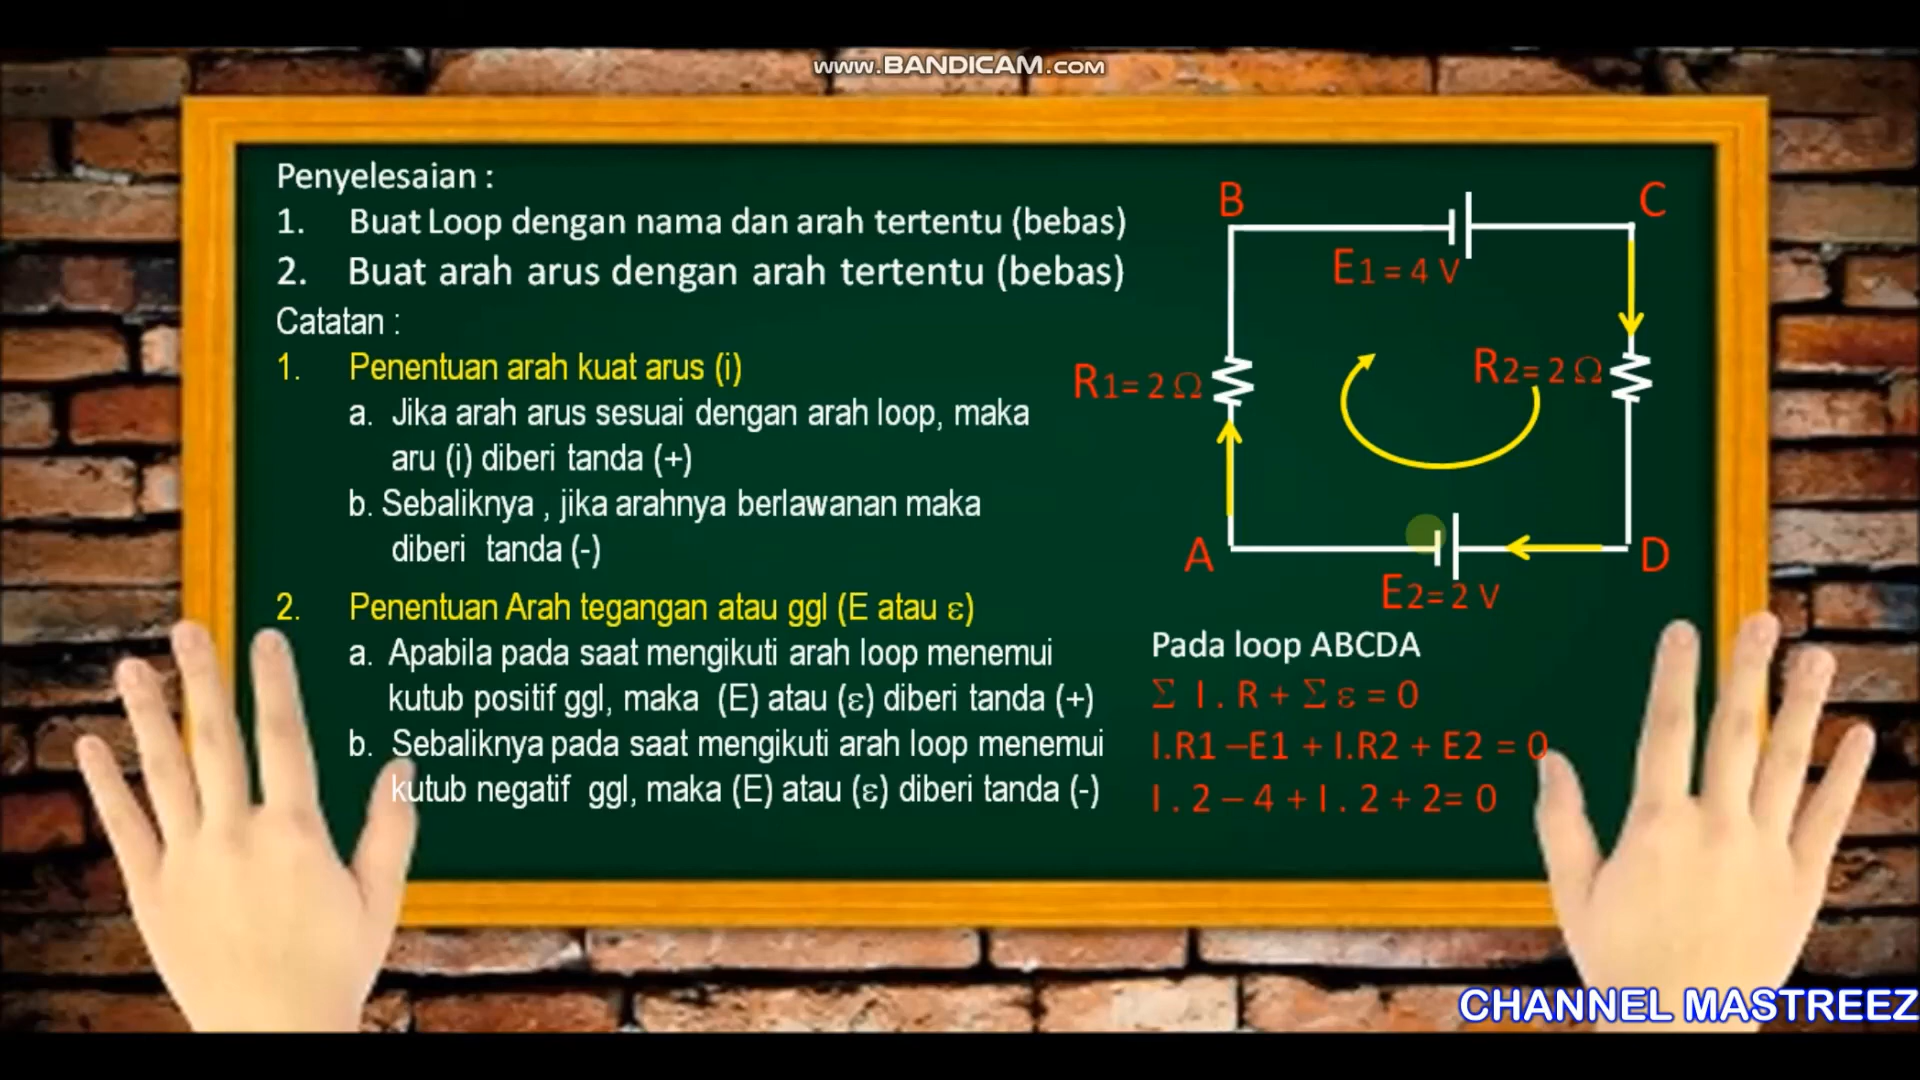 www.BANDICAM.com
Penyelesaian :
1. Buat Loop dengan nama dan arah tertentu (bebas)
2. Buat arah arus dengan arah tertentu (bebas)
Catatan :
1. Penentuan arah kuat arus (i)
a. Jika arah arus sesuai dengan arah loop, maka
aru (i) diberi tanda (+)
b. Sebaliknya , jika arahnya berlawanan maka
diberi tanda (-)
2. Penentuan Arah tegangan atau ggl (E atau ε)
a. Apabila pada saat mengikuti arah loop menemui
kutub positif ggl, maka (E) atau (ε) diberi tanda (+)
b. Sebaliknya pada saat mengikuti arah loop menemui
kutub negatif ggl, maka (E) atau (ε) diberi tanda (-)
B
C
E1 = 4 V
R1= 2 Ω
R2= 2 Ω
A
D
E2= 2 V
Pada loop ABCDA
Σ I . R + Σ ε = 0
I.R1 –E1 + I.R2 + E2 = 0
I . 2 – 4 + I . 2 + 2= 0
CHANNEL MASTREEZ